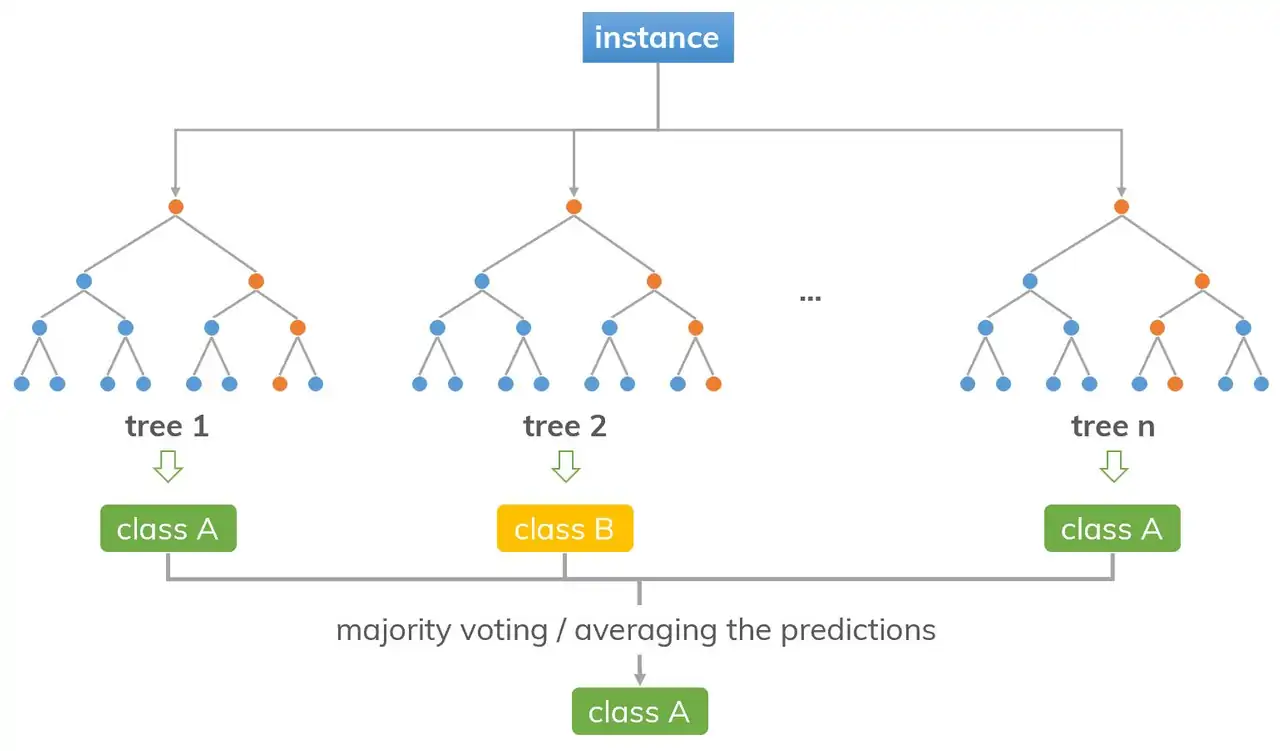 instance
...
tree 1
tree 2
tree n
class A
class B
class A
majority voting / averaging the predictions
class A